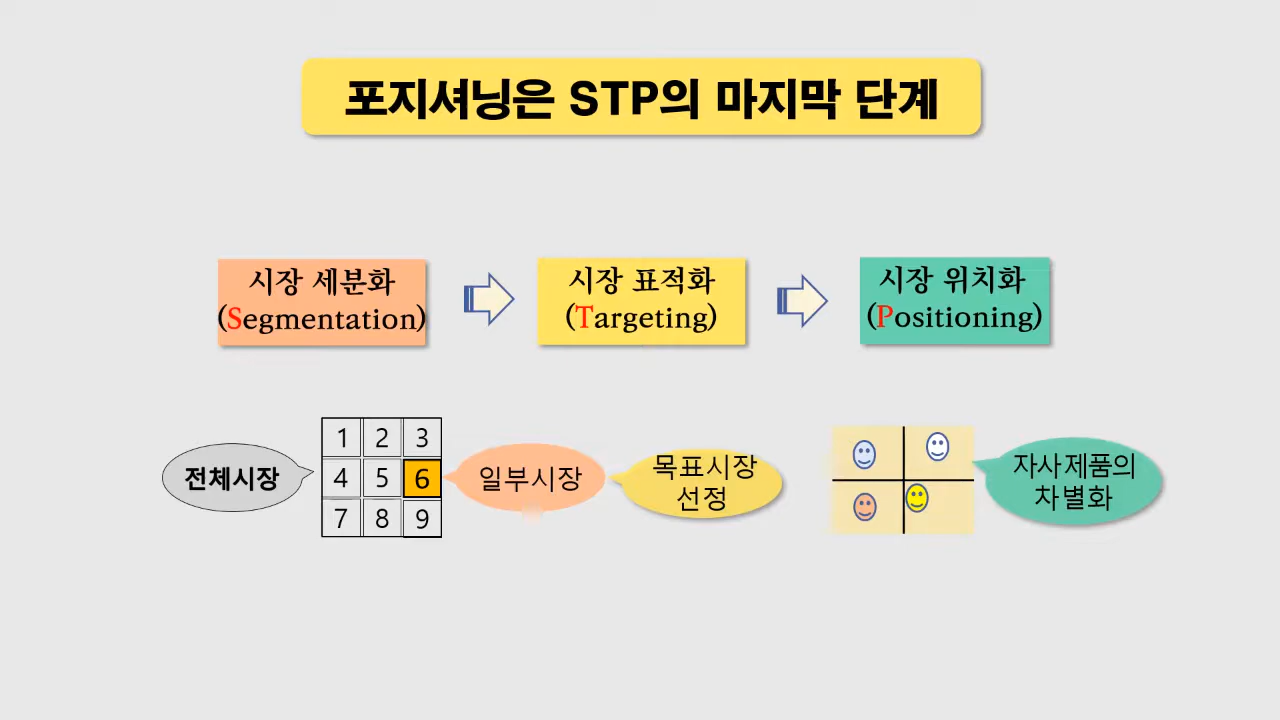 포지셔닝은 STP의 마지막 단계
시장 세분화
(Segmentation)
시장 표적화
(Targeting)
시장 위치화
(Positioning)
전체시장
1 2 3
4 5 6
7 8 9
일부시장
목표시장
선정
자사제품의
차별화